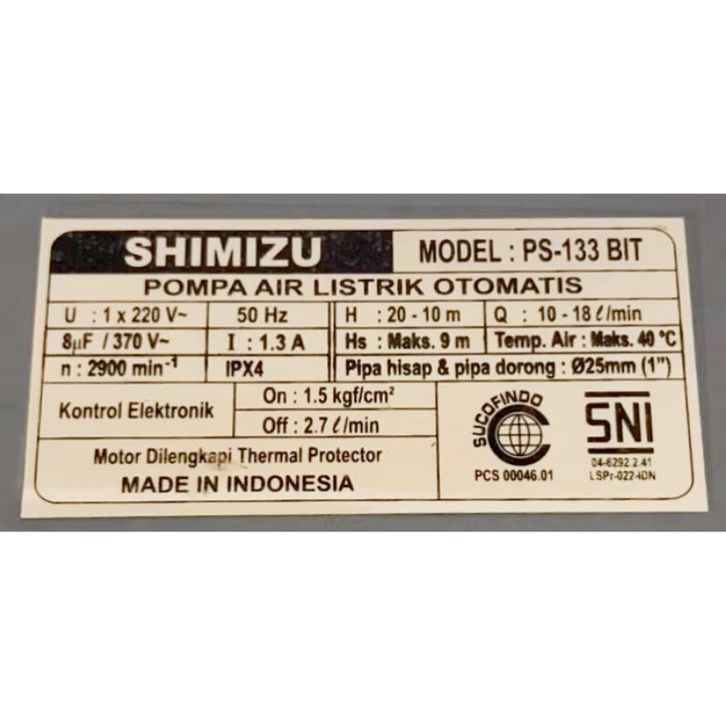 SHIMIZU MODEL : PS-133 BIT
POMPA AIR LISTRIK OTOMATIS
U : 1 x 220 V~ 50 Hz H : 20 - 10 m Q : 10 - 18 ℓ/min
8µF / 370 V~ I : 1.3 A Hs : Maks. 9 m Temp. Air : Maks. 40 °C
n : 2900 min⁻¹ IPX4 Pipa hisap & pipa dorong : Ø25mm (1")
Kontrol Elektronik On : 1.5 kgf/cm²
Off : 2.7 ℓ/min
Motor Dilengkapi Thermal Protector
MADE IN INDONESIA
SUCOFINDO
PCS 00046.01
SNI
04-6292.2.41
LSPr-022-IDN